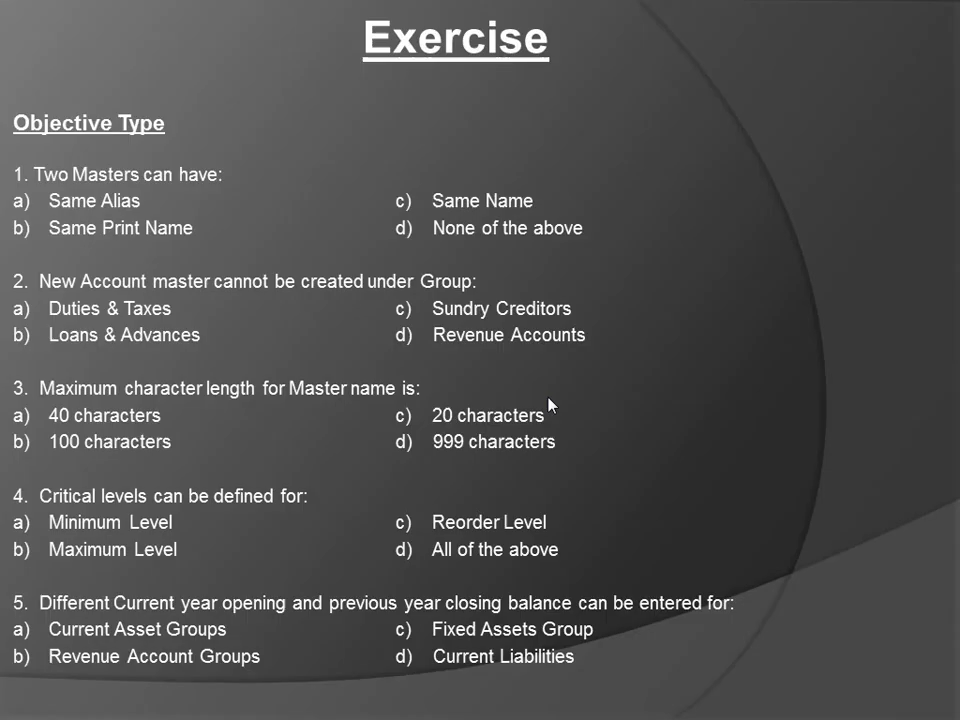 Exercise
Objective Type
1. Two Masters can have:
a) Same Alias c) Same Name
b) Same Print Name d) None of the above
2. New Account master cannot be created under Group:
a) Duties & Taxes c) Sundry Creditors
b) Loans & Advances d) Revenue Accounts
3. Maximum character length for Master name is:
a) 40 characters c) 20 characters
b) 100 characters d) 999 characters
4. Critical levels can be defined for:
a) Minimum Level c) Reorder Level
b) Maximum Level d) All of the above
5. Different Current year opening and previous year closing balance can be entered for:
a) Current Asset Groups c) Fixed Assets Group
b) Revenue Account Groups d) Current Liabilities